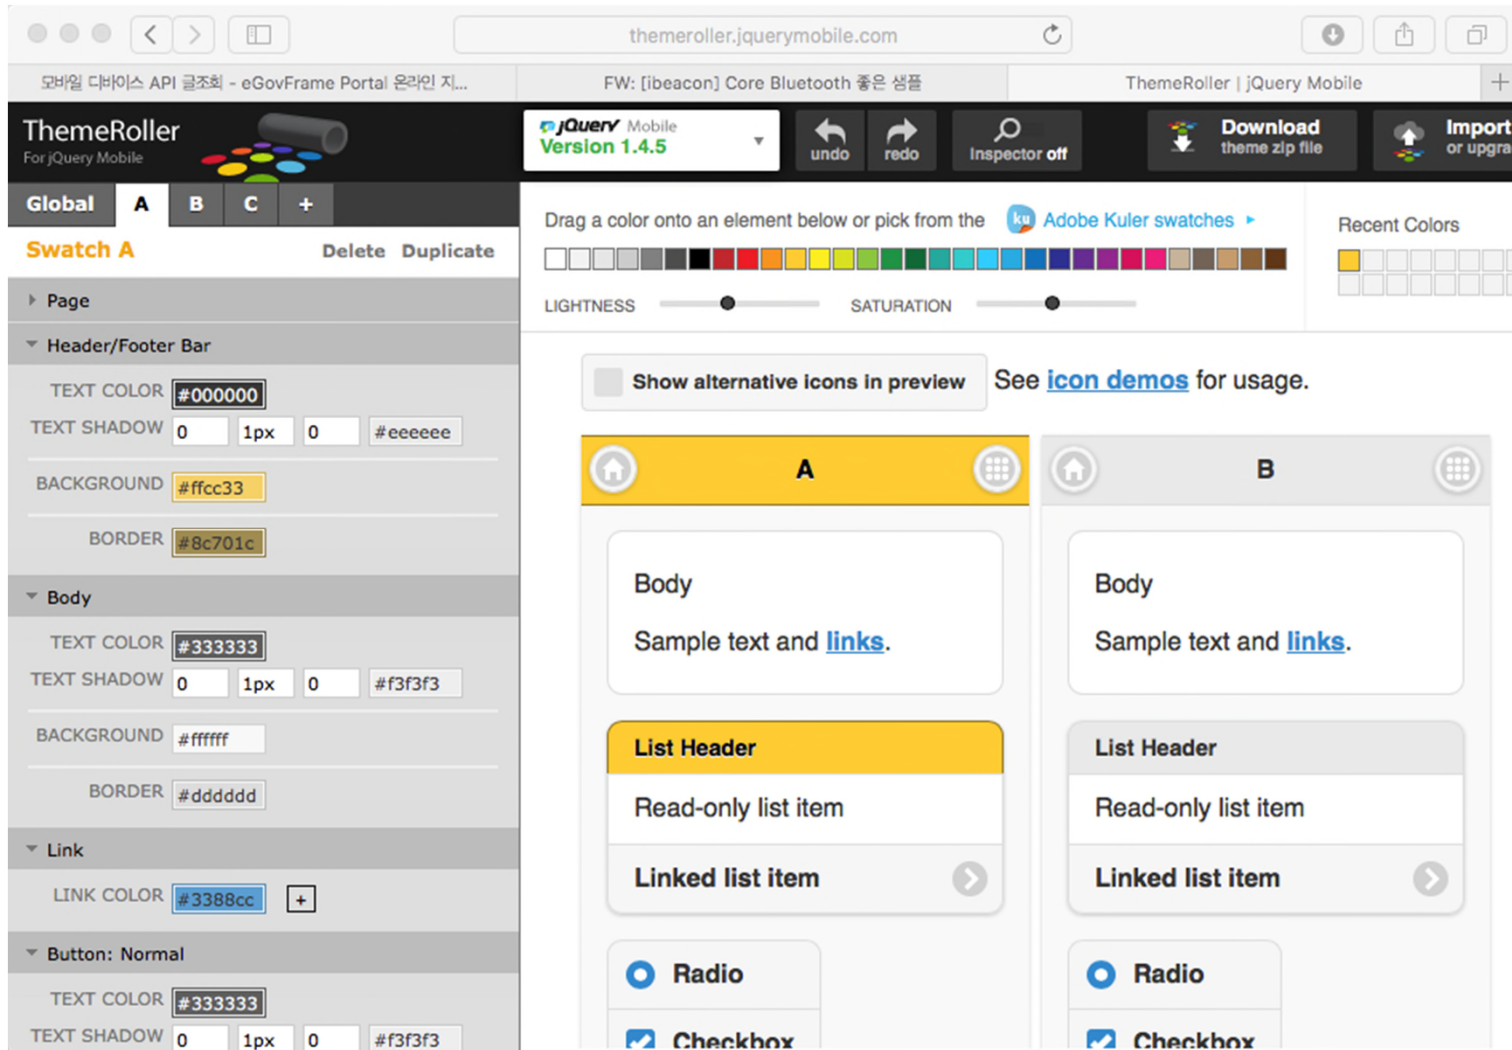 themeroller.jquerymobile.com
모바일 디바이스 API 글조회 - eGovFrame Portal 온라인 지...
FW: [ibeacon] Core Bluetooth 좋은 샘플
ThemeRoller | jQuery Mobile
+
ThemeRoller
For jQuery Mobile
jQuery Mobile
Version 1.4.5
undo
redo
Inspector off
Download
theme zip file
Import
or upgra
Global A B C +
Swatch A Delete Duplicate
Page
Header/Footer Bar
TEXT COLOR #000000
TEXT SHADOW 0 1px 0 #eeeeee
BACKGROUND #ffcc33
BORDER #8c701c
Body
TEXT COLOR #333333
TEXT SHADOW 0 1px 0 #f3f3f3
BACKGROUND #ffffff
BORDER #dddddd
Link
LINK COLOR #3388cc +
Button: Normal
TEXT COLOR #333333
TEXT SHADOW 0 1px 0 #f3f3f3
Drag a color onto an element below or pick from the ku Adobe Kuler swatches
LIGHTNESS SATURATION
Recent Colors
Show alternative icons in preview See icon demos for usage.
A
Body
Sample text and links.
List Header
Read-only list item
Linked list item
Radio
Checkbox
B
Body
Sample text and links.
List Header
Read-only list item
Linked list item
Radio
Checkbox